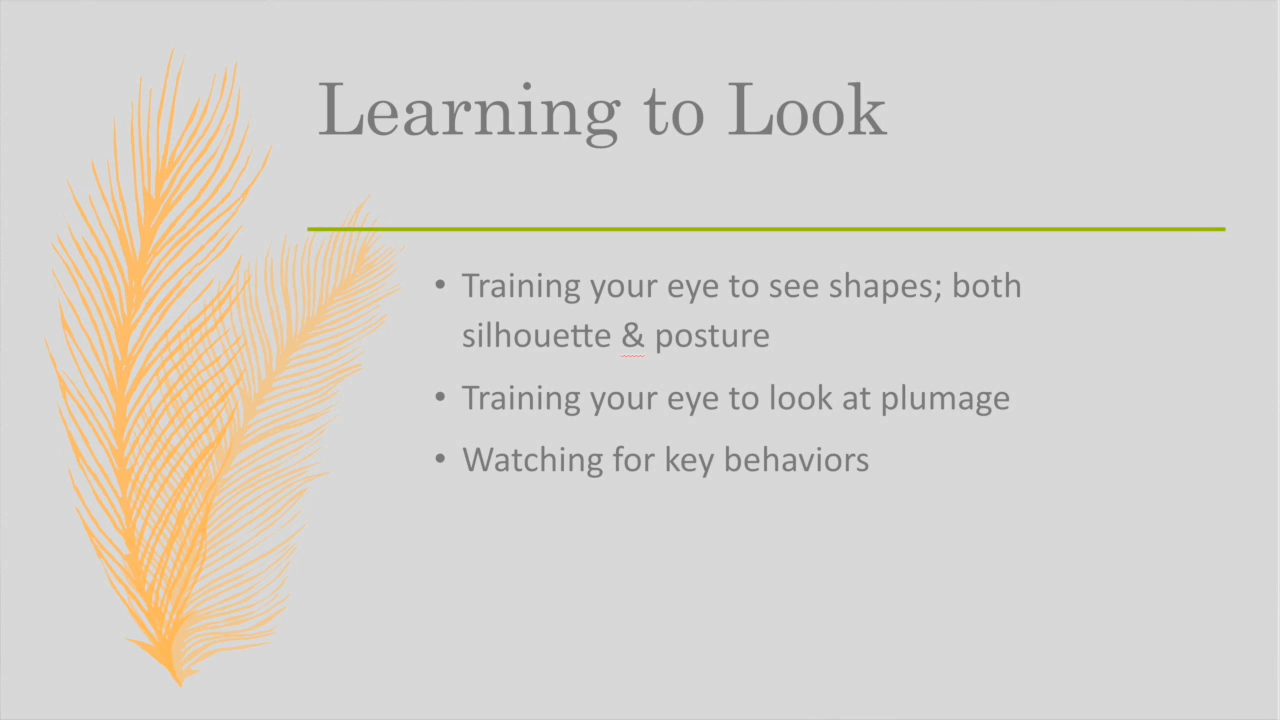 Learning to Look
• Training your eye to see shapes; both
silhouette & posture
• Training your eye to look at plumage
• Watching for key behaviors